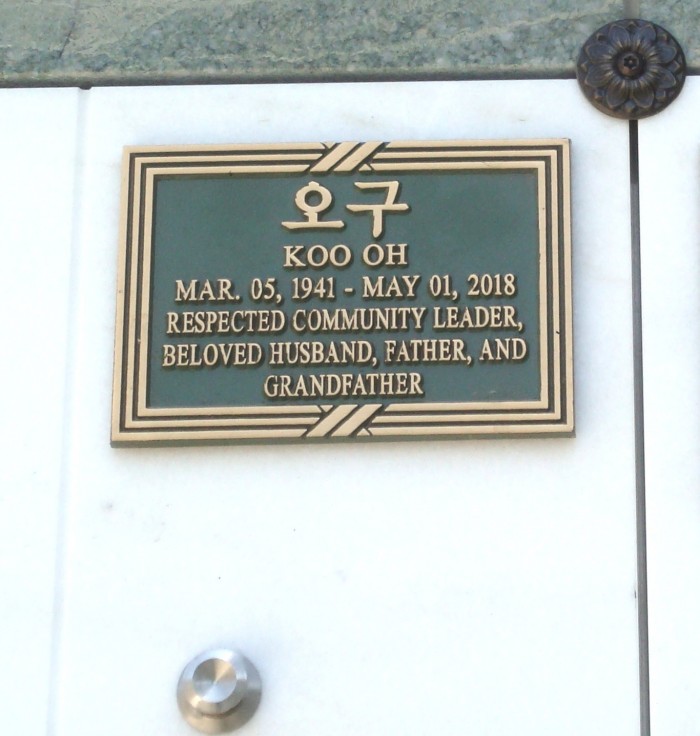 오구
KOO OH
MAR. 05, 1941 - MAY 01, 2018
RESPECTED COMMUNITY LEADER,
BELOVED HUSBAND, FATHER, AND
GRANDFATHER